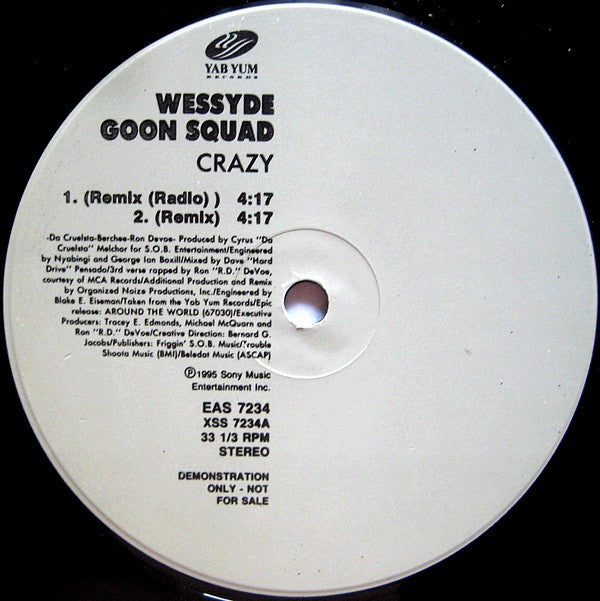 YAB YUM
RECORDS
WESSYDE
GOON SQUAD
CRAZY
1. (Remix (Radio) ) 4:17
2. (Remix) 4:17
-Da Cruelsta-Berchee-Ron Devoe- Produced by Cyrus "Da
Cruelsta" Melchor for S.O.B. Entertainment/Engineered
by Nyabingi and George Ion Boxill/Mixed by Dave "Hard
Drive" Pensado/3rd verse rapped by Ron "R.D." DeVoe,
courtesy of MCA Records/Additional Production and Remix
by Organized Noize Productions, Inc./Engineered by
Blake E. Eiseman/Taken from the Yab Yum Records/Epic
release: AROUND THE WORLD (67030)/Executive
Producers: Tracey E. Edmonds, Michael McQuarn and
Ron "R.D." DeVoe/Creative Direction: Bernard G.
Jacobs/Publishers: Friggin' S.O.B. Music/Trouble
Shoota Music (BMI)/Beledat Music (ASCAP)
℗1995 Sony Music
Entertainment Inc.
EAS 7234
XSS 7234A
33 1/3 RPM
STEREO
DEMONSTRATION
ONLY - NOT
FOR SALE